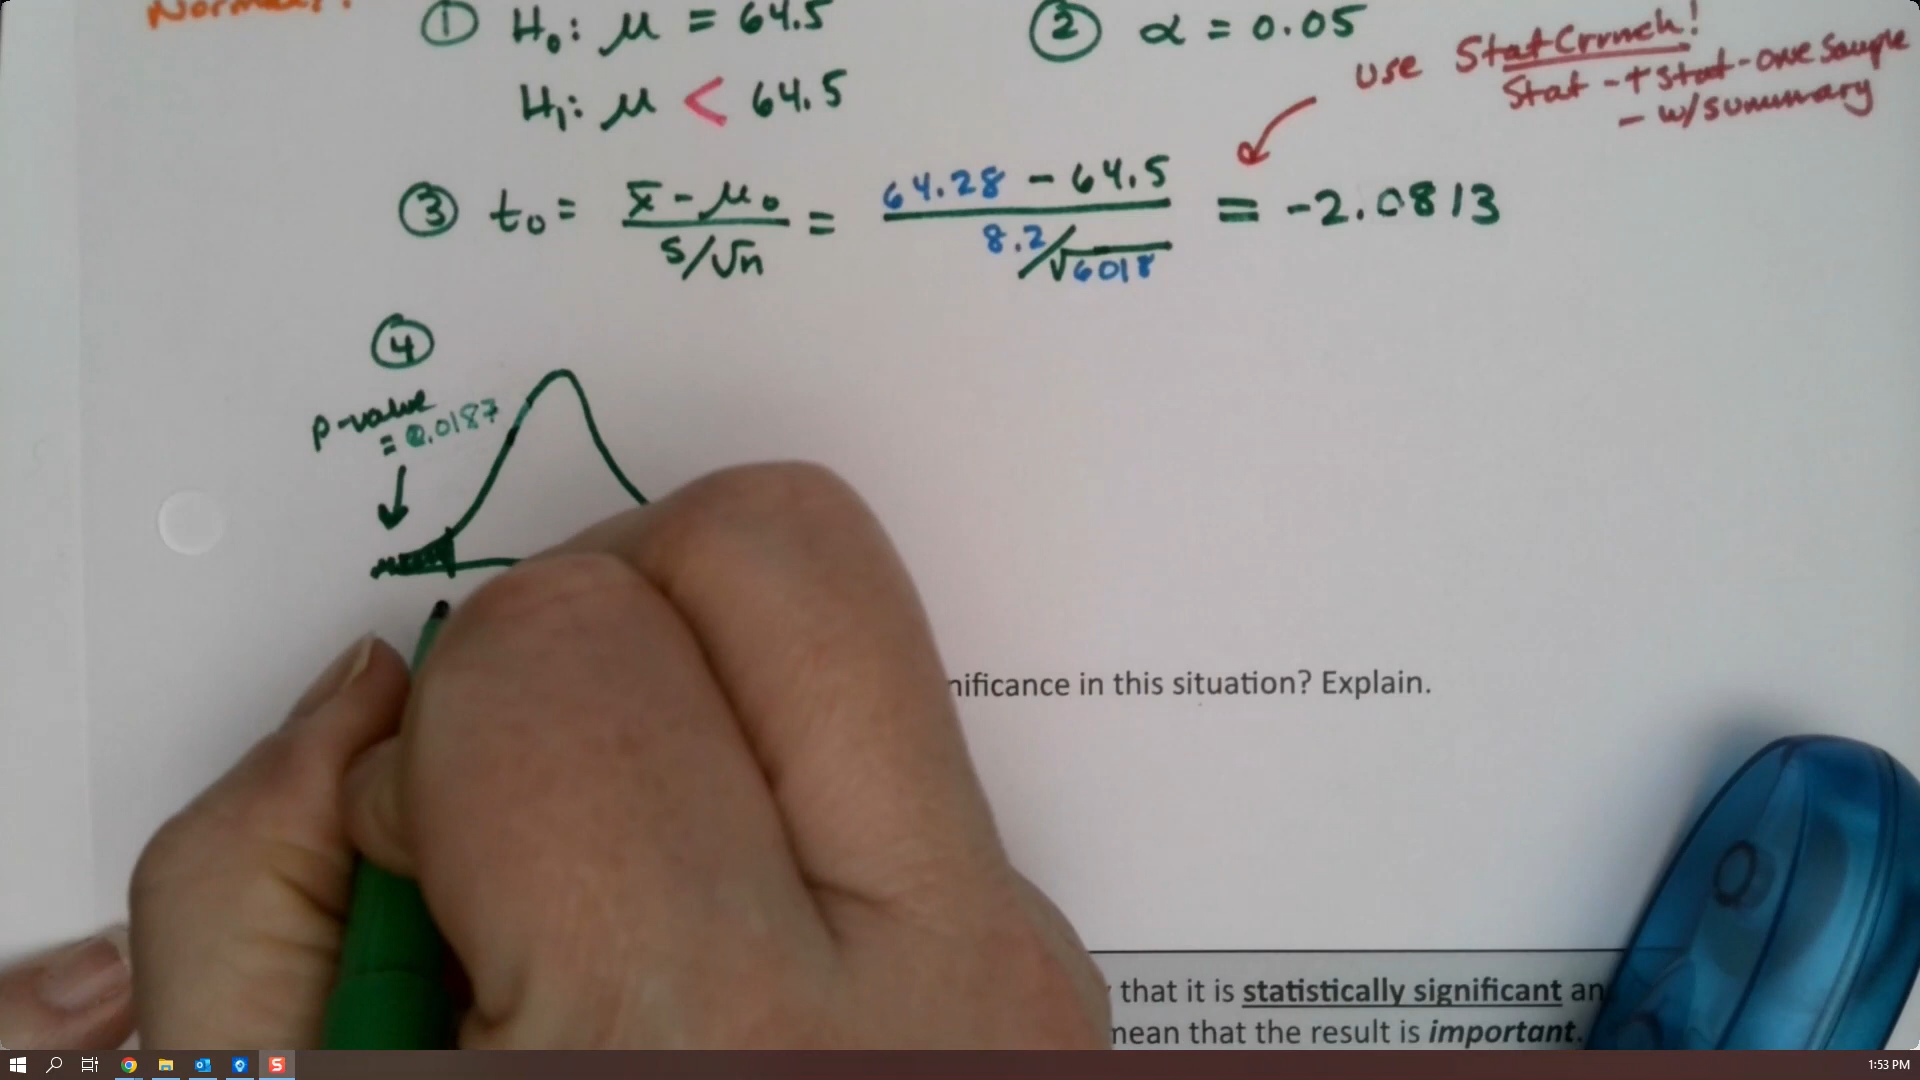 Normal?
① H₀: μ = 64.5
② α = 0.05
use StatCrunch!
Stat - t stat - one sample
- w/summary
H₁: μ < 64.5
③ t₀ = x̄ - μ₀ / s/√n = 64.28 - 64.5 / 8.2/√6018 = -2.0813
④
p-value
= 0.0187
nificance in this situation? Explain.
that it is statistically significant an
mean that the result is important.
1:53 PM